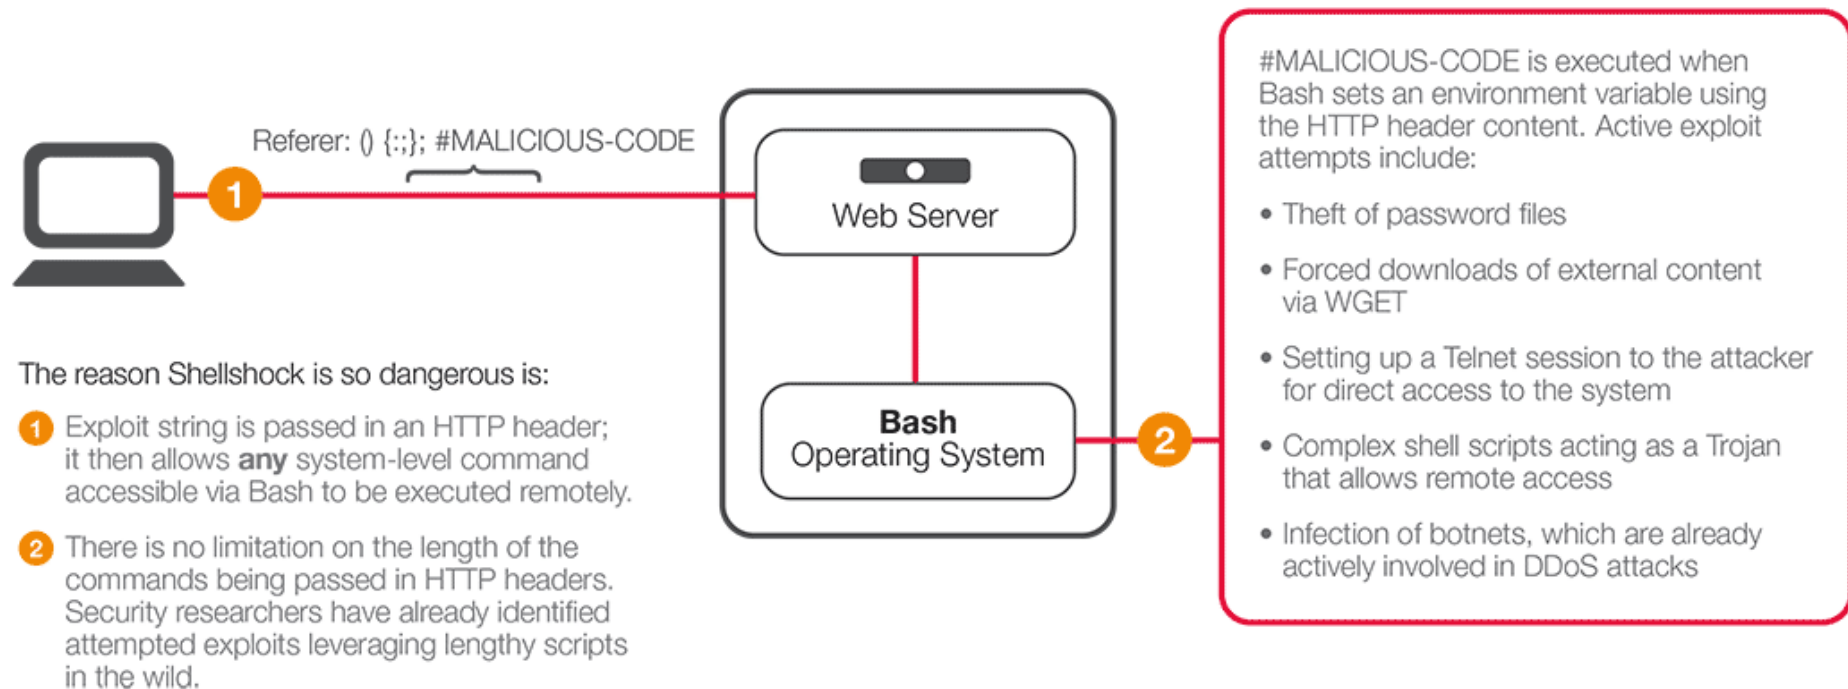 Referer: () {:;}; #MALICIOUS-CODE
1
Web Server
Bash
Operating System
2
The reason Shellshock is so dangerous is:
1 Exploit string is passed in an HTTP header;
it then allows any system-level command
accessible via Bash to be executed remotely.
2 There is no limitation on the length of the
commands being passed in HTTP headers.
Security researchers have already identified
attempted exploits leveraging lengthy scripts
in the wild.
#MALICIOUS-CODE is executed when
Bash sets an environment variable using
the HTTP header content. Active exploit
attempts include:
• Theft of password files
• Forced downloads of external content
via WGET
• Setting up a Telnet session to the attacker
for direct access to the system
• Complex shell scripts acting as a Trojan
that allows remote access
• Infection of botnets, which are already
actively involved in DDoS attacks